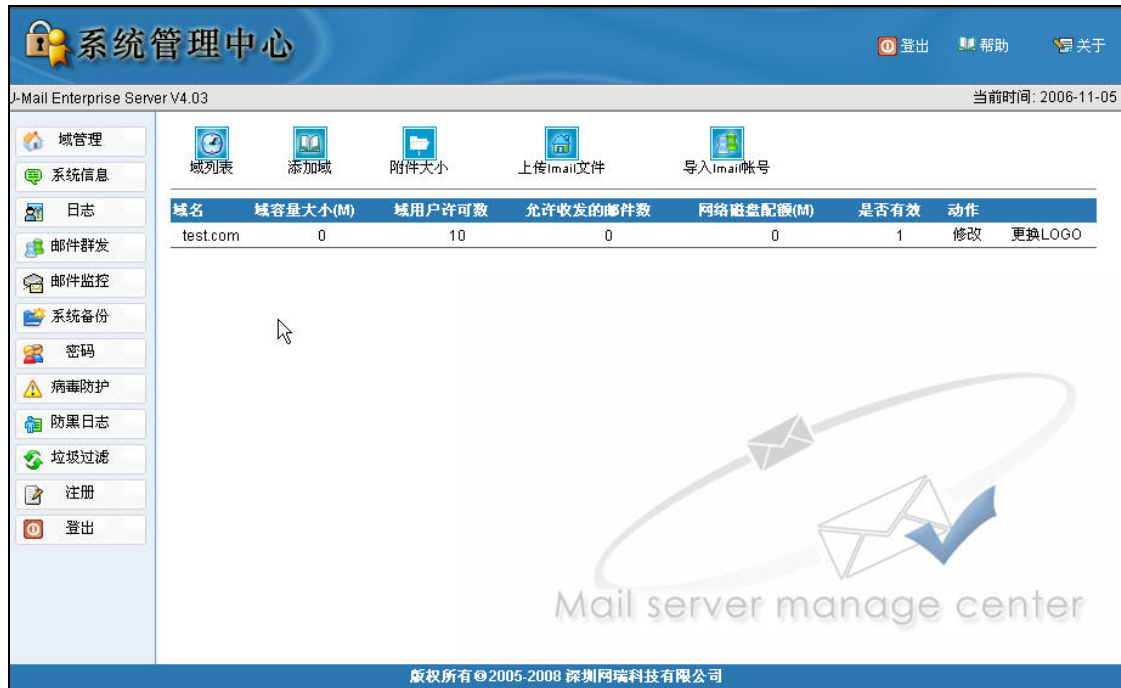 系统管理中心
登出 帮助 关于
J-Mail Enterprise Server V4.03 当前时间: 2006-11-05
域管理
系统信息
日志
邮件群发
邮件监控
系统备份
密码
病毒防护
防黑日志
垃圾过滤
注册
登出
域列表 添加域 附件大小 上传Imail文件 导入Imail帐号
域名 域容量大小(M) 域用户许可数 允许收发的邮件数 网络磁盘配额(M) 是否有效 动作
test.com 0 10 0 0 1 修改 更换LOGO
Mail server manage center
版权所有©2005-2008 深圳网瑞科技有限公司